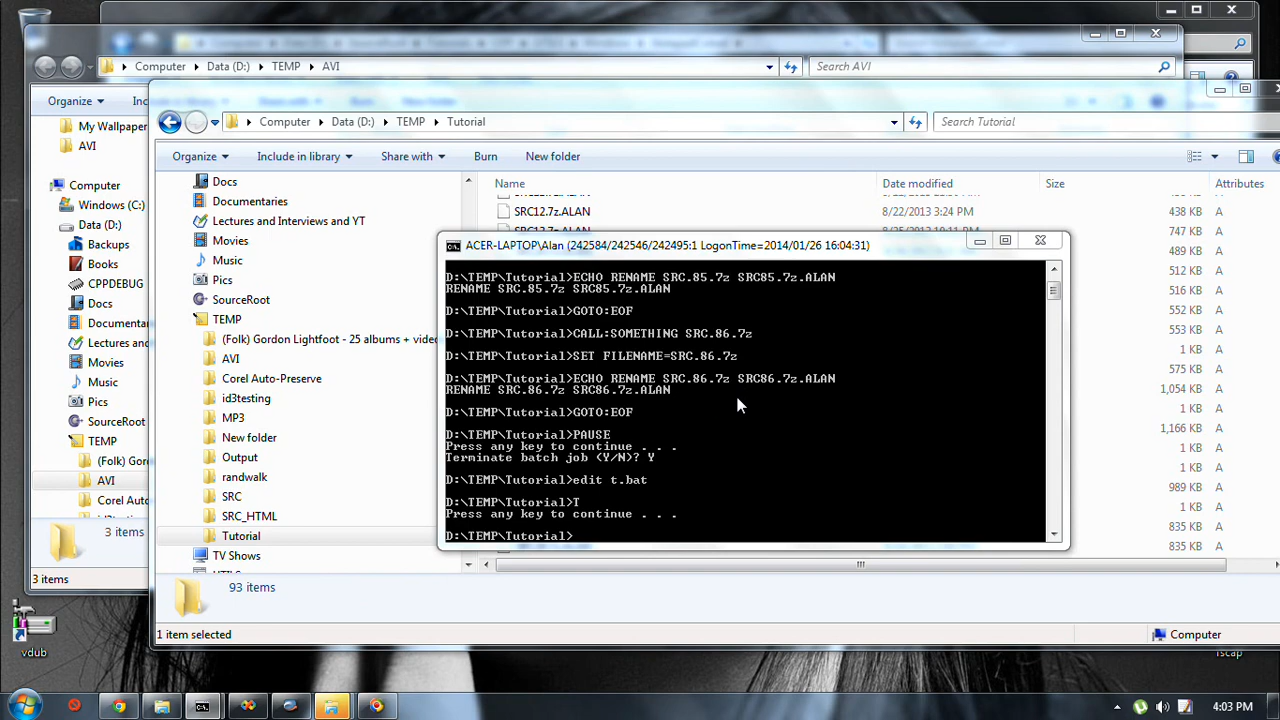 Computer ▸ Data (D:) ▸ TEMP ▸ AVI
Search AVI
Organize
My Wallpaper
AVI
Computer
Windows (C:)
Data (D:)
Backups
Books
CPPDEBUG
Docs
Movies
Music
Pics
SourceRoot
TEMP
(Folk)
AVI
3 items
3 items
Computer ▸ Data (D:) ▸ TEMP ▸ Tutorial
Search Tutorial
Organize Include in library Share with Burn New folder
Docs
Documentaries
Lectures and Interviews and YT
Movies
Music
Pics
SourceRoot
TEMP
(Folk) Gordon Lightfoot - 25 albums + video
AVI
Corel Auto-Preserve
id3testing
MP3
New folder
Output
randwalk
SRC
SRC_HTML
Tutorial
TV Shows
93 items
1 item selected
Computer
Name Date modified Size Attributes
SRC12.7z.ALAN 8/22/2013 3:24 PM 438 KB A
747 KB A
489 KB A
512 KB A
516 KB A
552 KB A
1 KB A
575 KB A
1,054 KB A
1 KB A
1,166 KB A
1 KB A
989 KB A
1 KB A
835 KB A
835 KB A
ACER-LAPTOP\Alan (242584/242546/242495:1 LogonTime=2014/01/26 16:04:31)
D:\TEMP\Tutorial>ECHO RENAME SRC.85.7z SRC85.7z.ALAN
RENAME SRC.85.7z SRC85.7z.ALAN
D:\TEMP\Tutorial>GOTO:EOF
D:\TEMP\Tutorial>CALL:SOMETHING SRC.86.7z
D:\TEMP\Tutorial>SET FILENAME=SRC.86.7z
D:\TEMP\Tutorial>ECHO RENAME SRC.86.7z SRC86.7z.ALAN
RENAME SRC.86.7z SRC86.7z.ALAN
D:\TEMP\Tutorial>GOTO:EOF
D:\TEMP\Tutorial>PAUSE
Press any key to continue . . .
Terminate batch job (Y/N)? Y
D:\TEMP\Tutorial>edit t.bat
D:\TEMP\Tutorial>T
Press any key to continue . . .
D:\TEMP\Tutorial>
vdub
4:03 PM